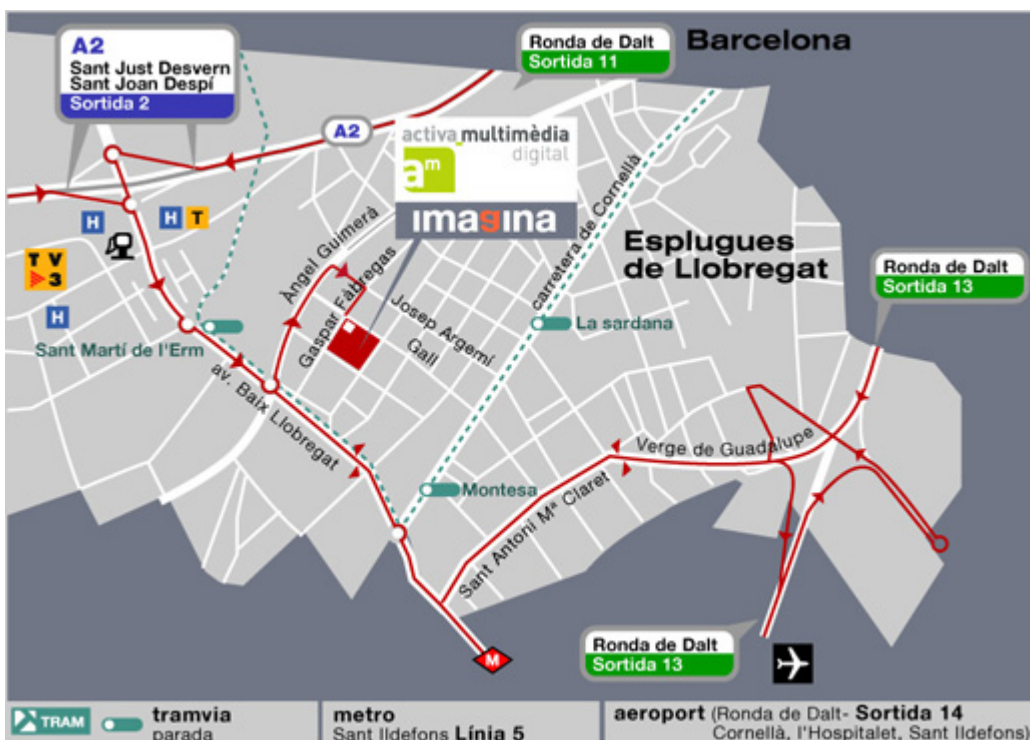 A2
Sant Just Desvern
Sant Joan Despí
Sortida 2
Ronda de Dalt
Sortida 11
Barcelona
A2
activa multimèdia
digital
am
imagina
H
H T
T V
3
H
Àngel Guimerà
Gaspar Fàbregas
Josep Argemí
Gall
carretera de Cornellà
Esplugues
de Llobregat
Ronda de Dalt
Sortida 13
La sardana
Sant Martí de l'Erm
av. Baix Llobregat
Verge de Guadalupe
Montesa
Sant Antoni Mª Claret
Ronda de Dalt
Sortida 13
M
TRAM
tramvia
parada
metro
Sant Ildefons Línia 5
aeroport (Ronda de Dalt- Sortida 14
Cornellà, l'Hospitalet, Sant Ildefons)